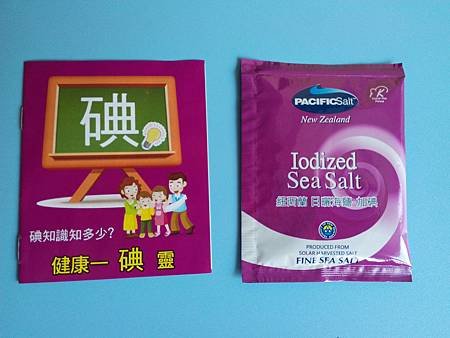 碘
碘知識知多少?
健康一 碘 靈
PACIFICSalt
New Zealand
Iodized
Sea Salt
紐西蘭 日曬海鹽-加碘
PRODUCED FROM
SOLAR HARVESTED SALT
FINE SEA SALT